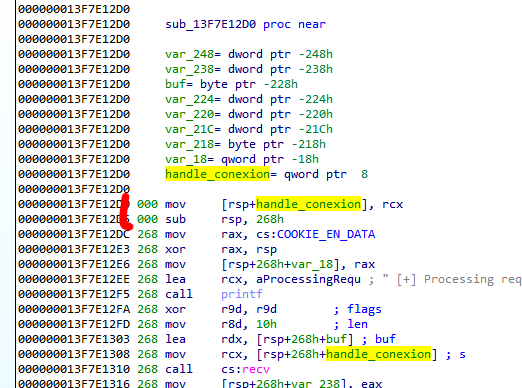 000000013F7E12D0
000000013F7E12D0 sub_13F7E12D0 proc near
000000013F7E12D0
000000013F7E12D0 var_248= dword ptr -248h
000000013F7E12D0 var_238= dword ptr -238h
000000013F7E12D0 buf= byte ptr -228h
000000013F7E12D0 var_224= dword ptr -224h
000000013F7E12D0 var_220= dword ptr -220h
000000013F7E12D0 var_21C= dword ptr -21Ch
000000013F7E12D0 var_218= byte ptr -218h
000000013F7E12D0 var_18= qword ptr -18h
000000013F7E12D0 handle_conexion= qword ptr 8
000000013F7E12D0
000000013F7E12D0 000 mov [rsp+handle_conexion], rcx
000000013F7E12D5 000 sub rsp, 268h
000000013F7E12DC 268 mov rax, cs:COOKIE_EN_DATA
000000013F7E12E3 268 xor rax, rsp
000000013F7E12E6 268 mov [rsp+268h+var_18], rax
000000013F7E12EE 268 lea rcx, aProcessingRequ ; " [+] Processing req
000000013F7E12F5 268 call printf
000000013F7E12FA 268 xor r9d, r9d ; flags
000000013F7E12FD 268 mov r8d, 10h ; len
000000013F7E1303 268 lea rdx, [rsp+268h+buf] ; buf
000000013F7E1308 268 mov rcx, [rsp+268h+handle_conexion] ; s
000000013F7E1310 268 call cs:recv
000000013F7E1316 268 mov [rsp+268h+var_238], eax